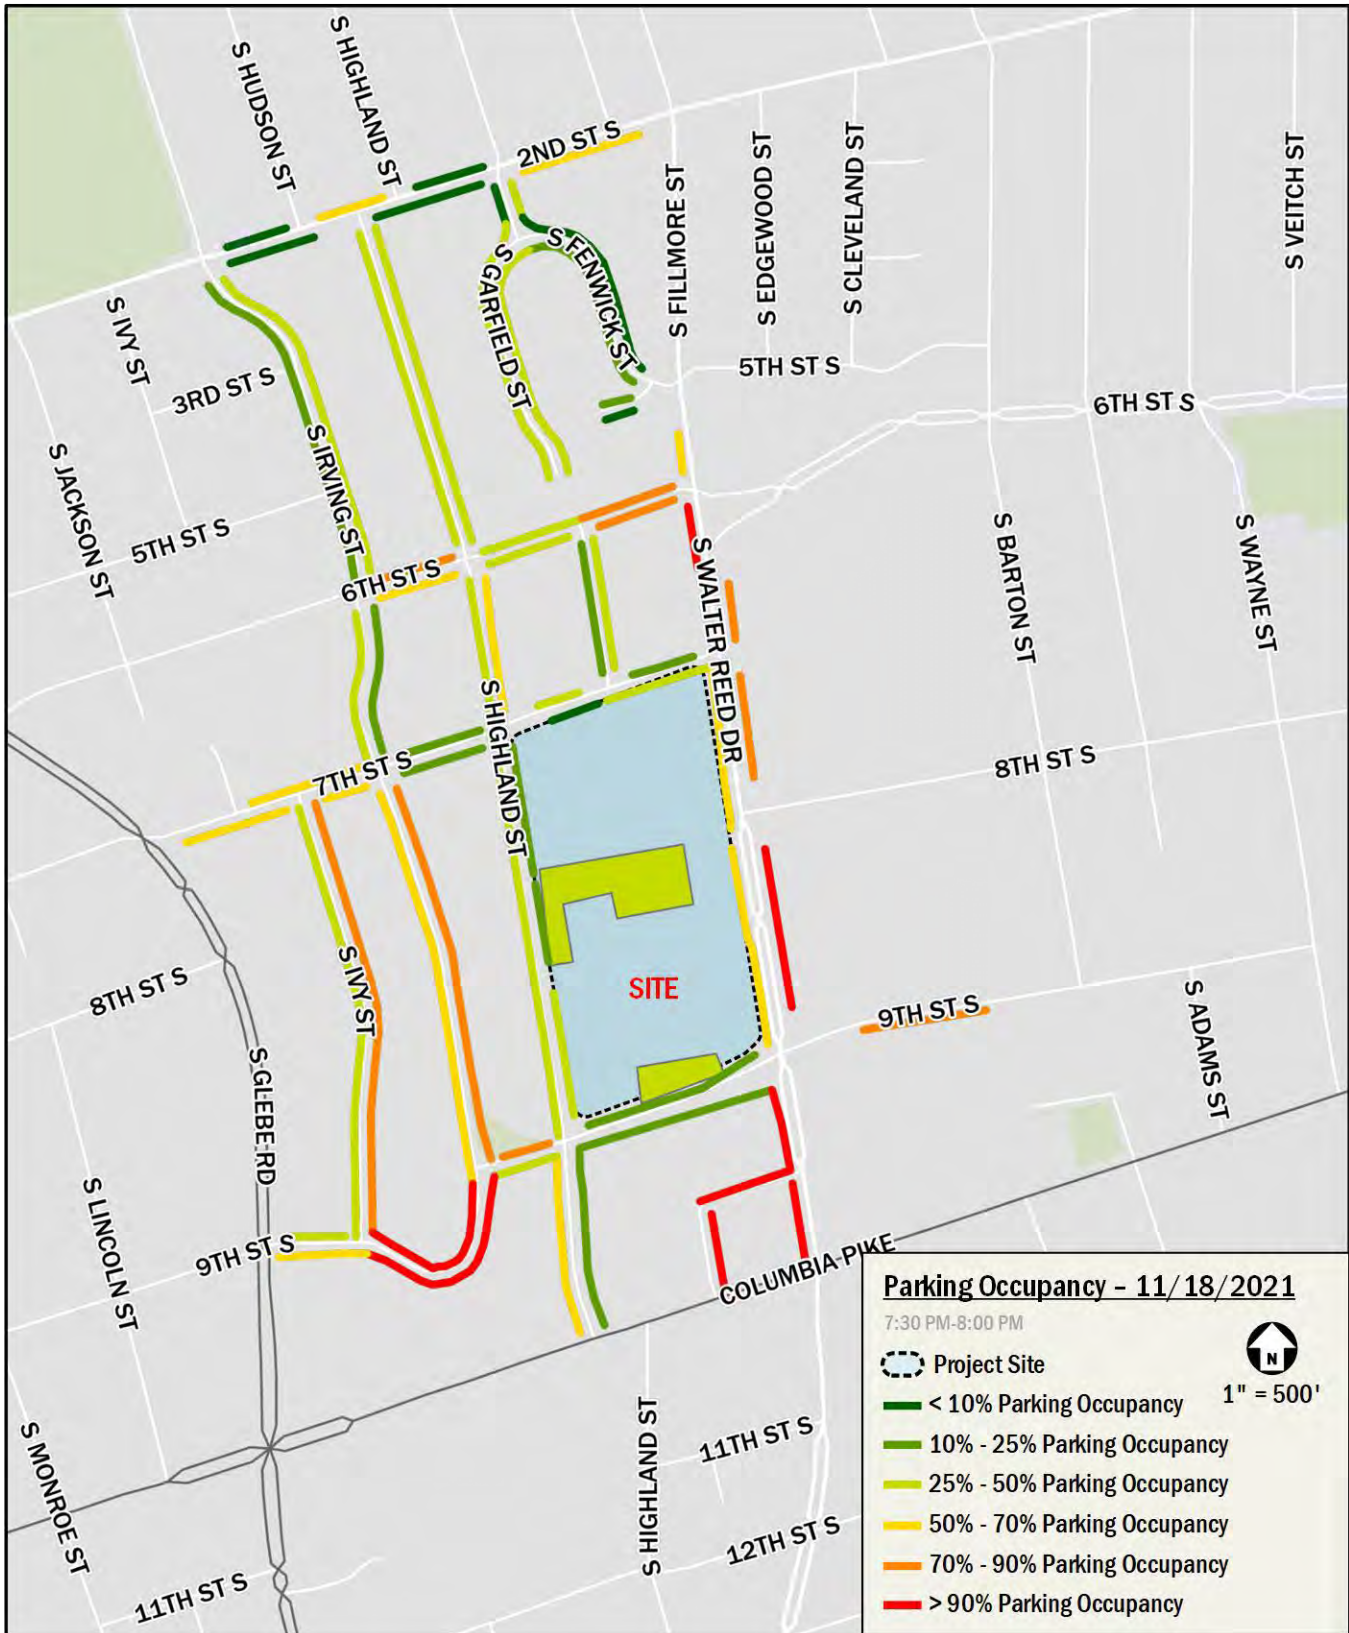 S HUDSON ST
S HIGHLAND ST
2ND ST S
S FILLMORE ST
S EDGEWOOD ST
S CLEVELAND ST
S VEITCH ST
S IVY ST
3RD ST S
S GARFIELD ST
S FENWICK ST
5TH ST S
6TH ST S
S JACKSON ST
S IRVING ST
5TH ST S
6TH ST S
S WALTER REED DR
S BARTON ST
S WAYNE ST
S HIGHLAND ST
7TH ST S
8TH ST S
8TH ST S
S IVY ST
SITE
9TH ST S
S ADAMS ST
S GLEBE RD
S LINCOLN ST
9TH ST S
COLUMBIA PIKE
S MONROE ST
11TH ST S
S HIGHLAND ST
11TH ST S
12TH ST S
Parking Occupancy – 11/18/2021
7:30 PM-8:00 PM
N
1" = 500'
Project Site
< 10% Parking Occupancy
10% - 25% Parking Occupancy
25% - 50% Parking Occupancy
50% - 70% Parking Occupancy
70% - 90% Parking Occupancy
> 90% Parking Occupancy